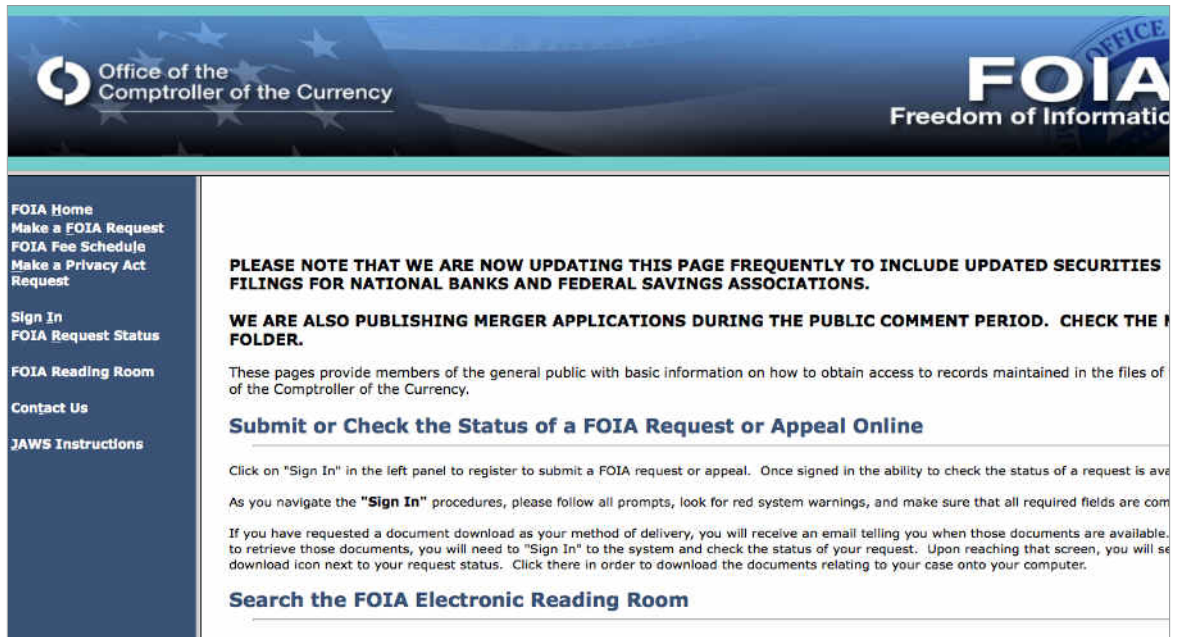 Office of the
Comptroller of the Currency
OFFICE
FOIA
Freedom of Informatio
FOIA Home
Make a FOIA Request
FOIA Fee Schedule
Make a Privacy Act
Request
Sign In
FOIA Request Status
FOIA Reading Room
Contact Us
JAWS Instructions
PLEASE NOTE THAT WE ARE NOW UPDATING THIS PAGE FREQUENTLY TO INCLUDE UPDATED SECURITIES
FILINGS FOR NATIONAL BANKS AND FEDERAL SAVINGS ASSOCIATIONS.
WE ARE ALSO PUBLISHING MERGER APPLICATIONS DURING THE PUBLIC COMMENT PERIOD.  CHECK THE
FOLDER.
These pages provide members of the general public with basic information on how to obtain access to records maintained in the files of
of the Comptroller of the Currency.
Submit or Check the Status of a FOIA Request or Appeal Online
Click on "Sign In" in the left panel to register to submit a FOIA request or appeal.  Once signed in the ability to check the status of a request is ava
As you navigate the "Sign In" procedures, please follow all prompts, look for red system warnings, and make sure that all required fields are com
If you have requested a document download as your method of delivery, you will receive an email telling you when those documents are available.
to retrieve those documents, you will need to "Sign In" to the system and check the status of your request.  Upon reaching that screen, you will se
download icon next to your request status.  Click there in order to download the documents relating to your case onto your computer.
Search the FOIA Electronic Reading Room